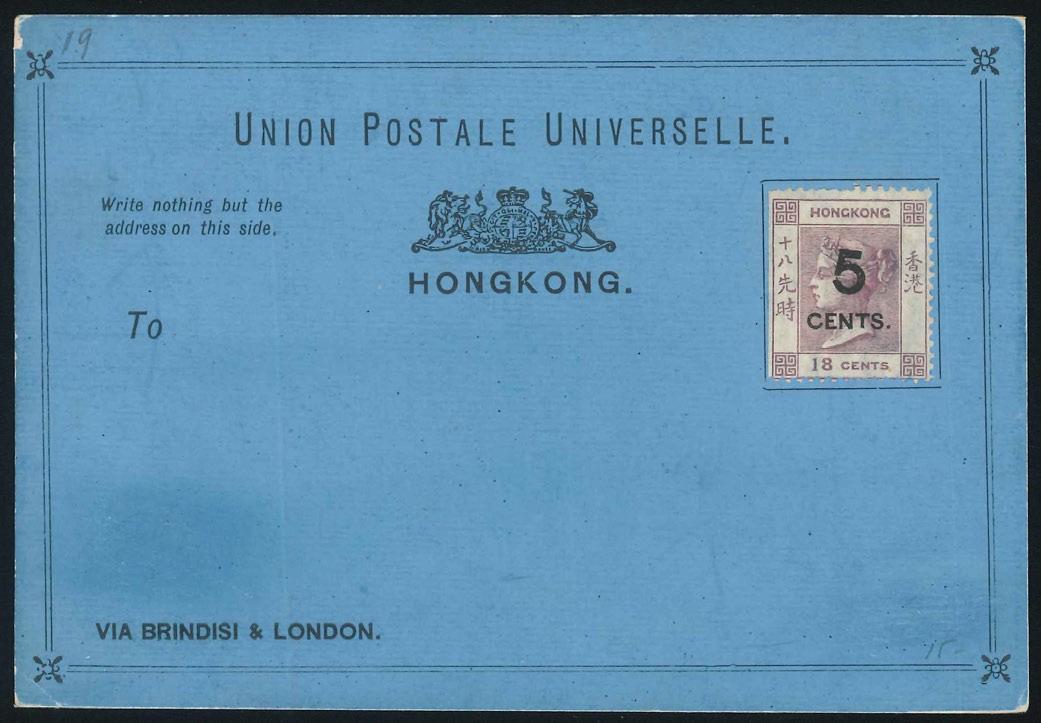 19
UNION POSTALE UNIVERSELLE.
Write nothing but the
address on this side.
HONGKONG.
To
HONGKONG
十八先時
香港
5
CENTS.
18 CENTS
VIA BRINDISI & LONDON.
15-